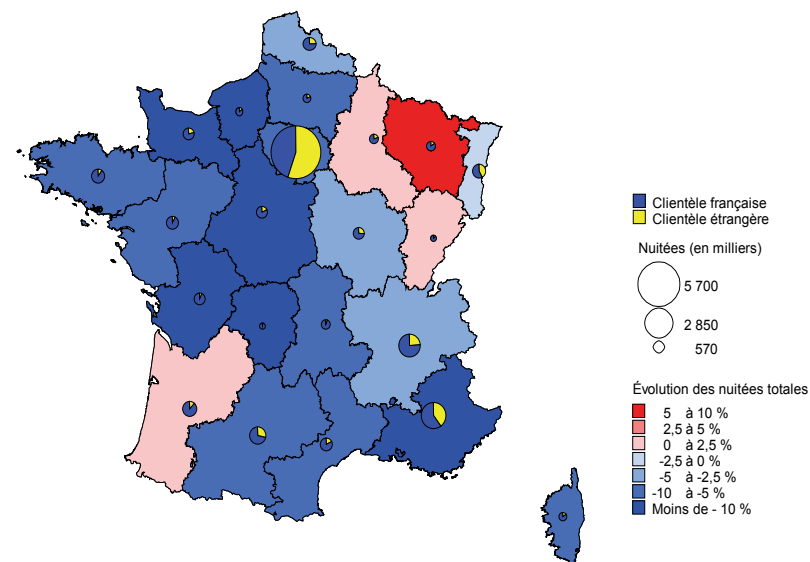 Clientèle française
Clientèle étrangère
Nuitées (en milliers)
5 700
2 850
570
Évolution des nuitées totales
5 à 10 %
2,5 à 5 %
0 à 2,5 %
-2,5 à 0 %
-5 à -2,5 %
-10 à -5 %
Moins de - 10 %